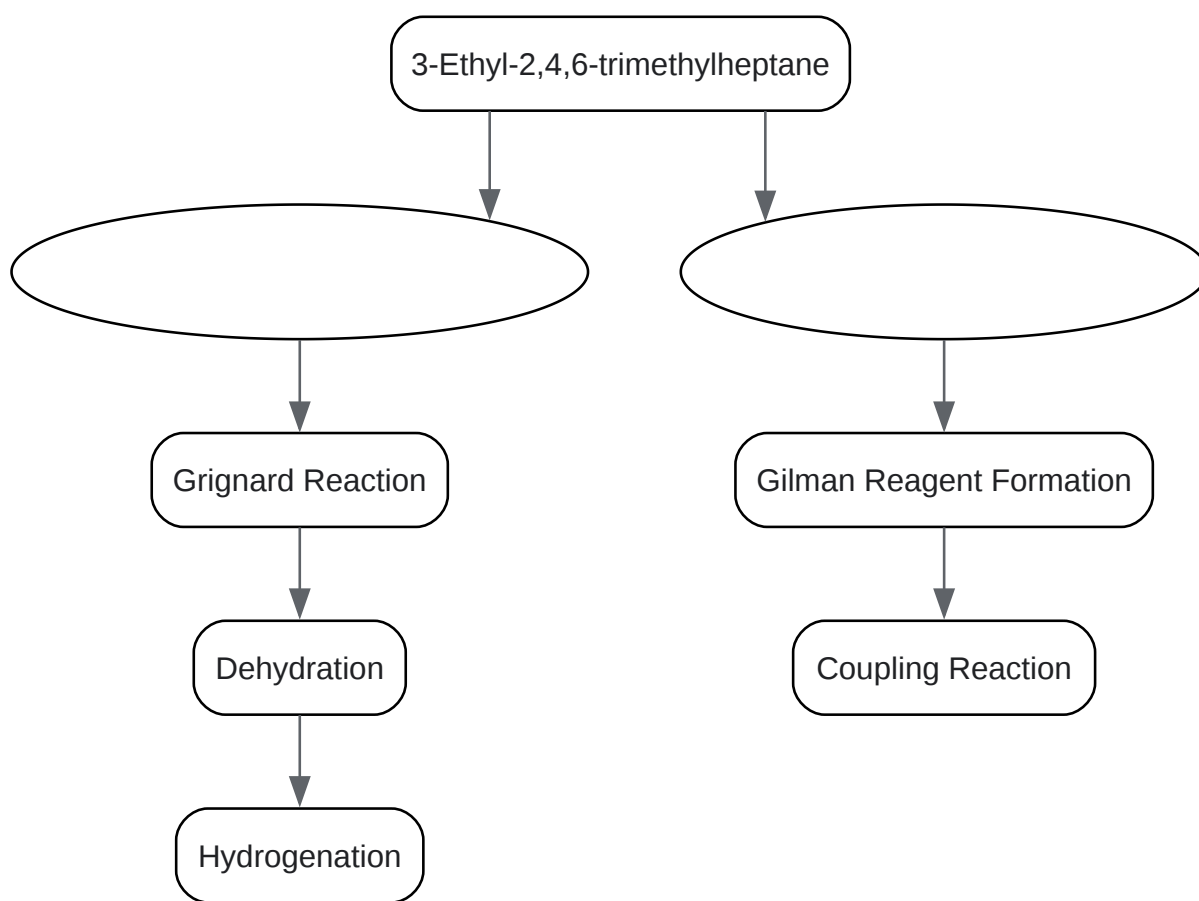 3-Ethyl-2,4,6-trimethylheptane
Grignard Reaction
Gilman Reagent Formation
Dehydration
Coupling Reaction
Hydrogenation